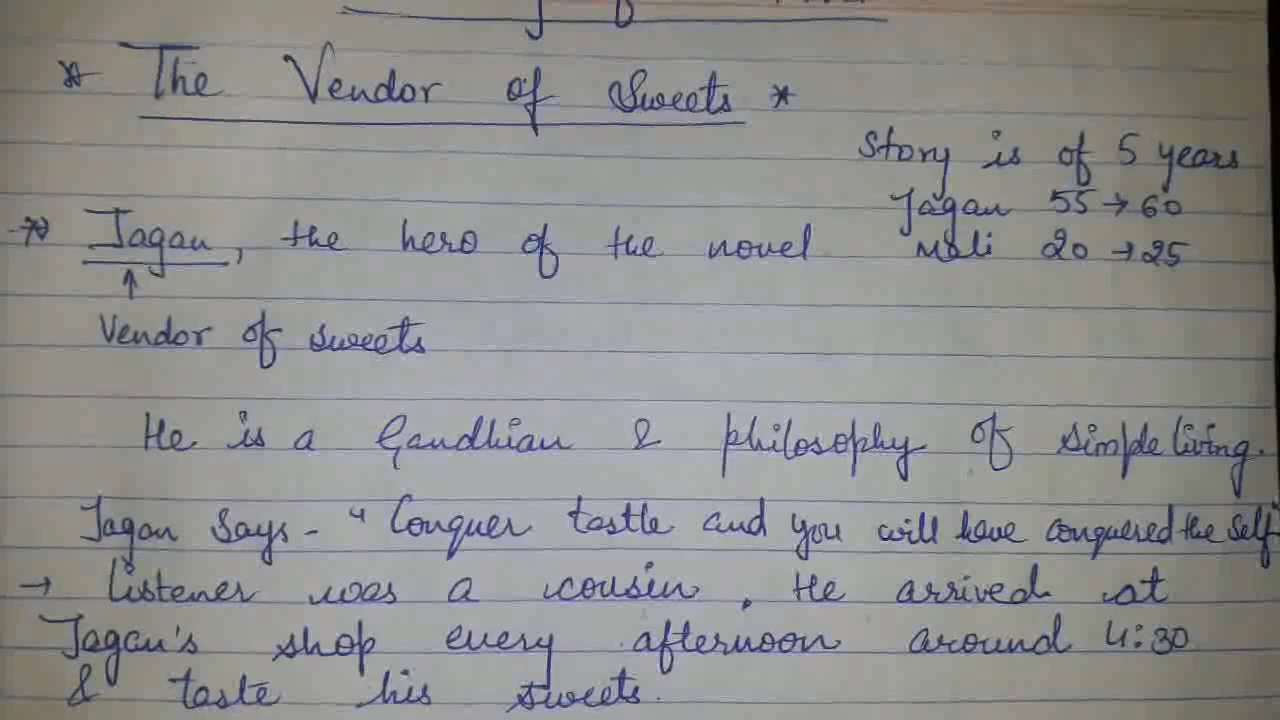 * The Vendor of Sweets *
Story is of 5 years
Jagan 55 → 60
Mali 20 → 25
→ Jagan, the hero of the novel
↑
Vendor of sweets
He is a Gandhian & philosophy of simple living.
Jagan says - "Conquer tastle and you will have conquered the self"
→ listener was a cousin. He arrived at
Jagan's shop every afternoon around 4:30
& taste his sweets.